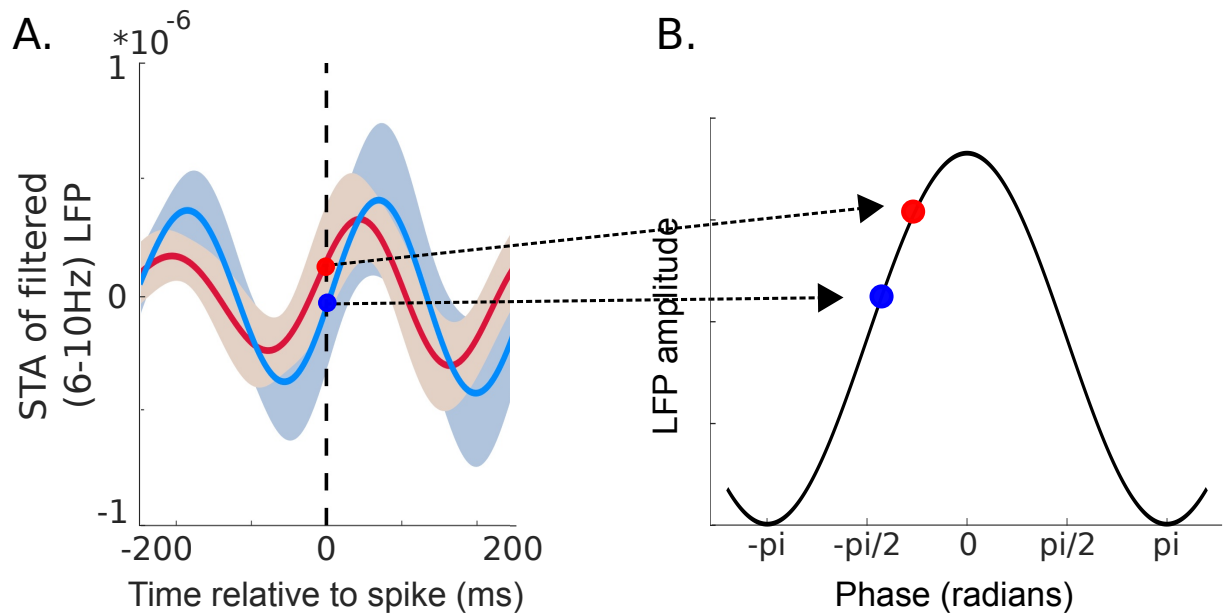 A.
*10^-6
1
0
-1
STA of filtered
(6-10Hz) LFP
-200
0
200
Time relative to spike (ms)
B.
LFP amplitude
-pi
-pi/2
0
pi/2
pi
Phase (radians)